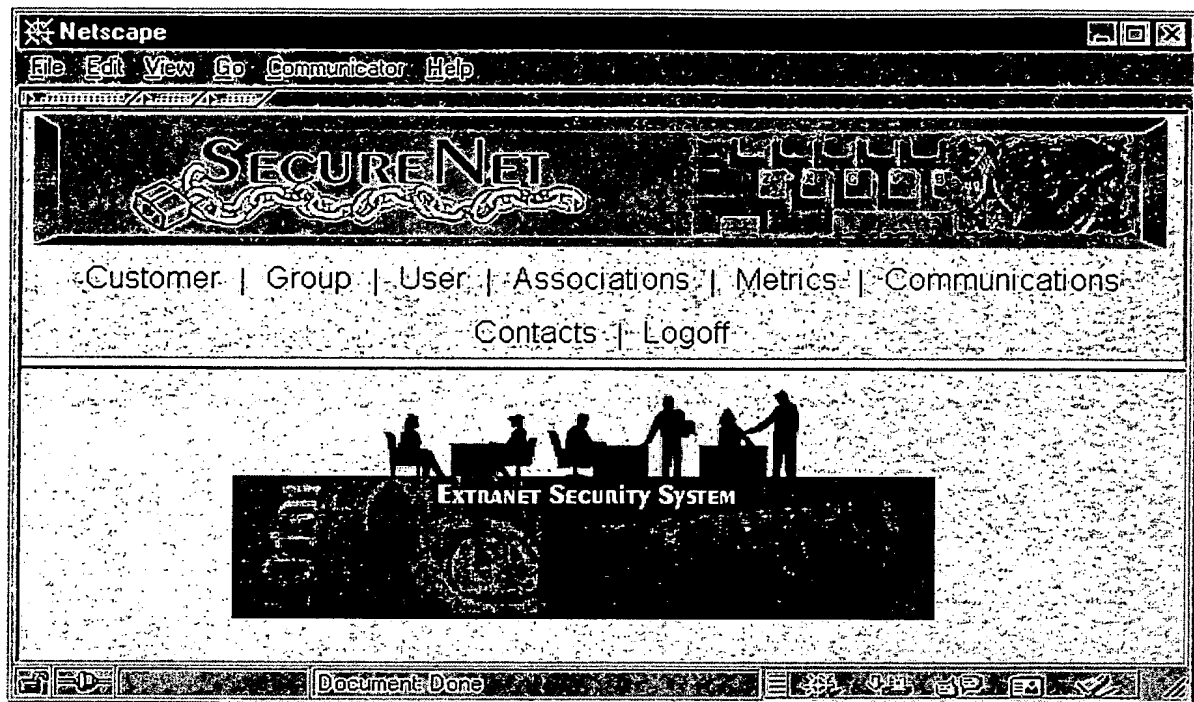 Netscape
File Edit View Go Communicator Help
SECURENET
Customer | Group | User | Associations | Metrics | Communications
Contacts | Logoff
EXTRANET SECURITY SYSTEM
Document: Done